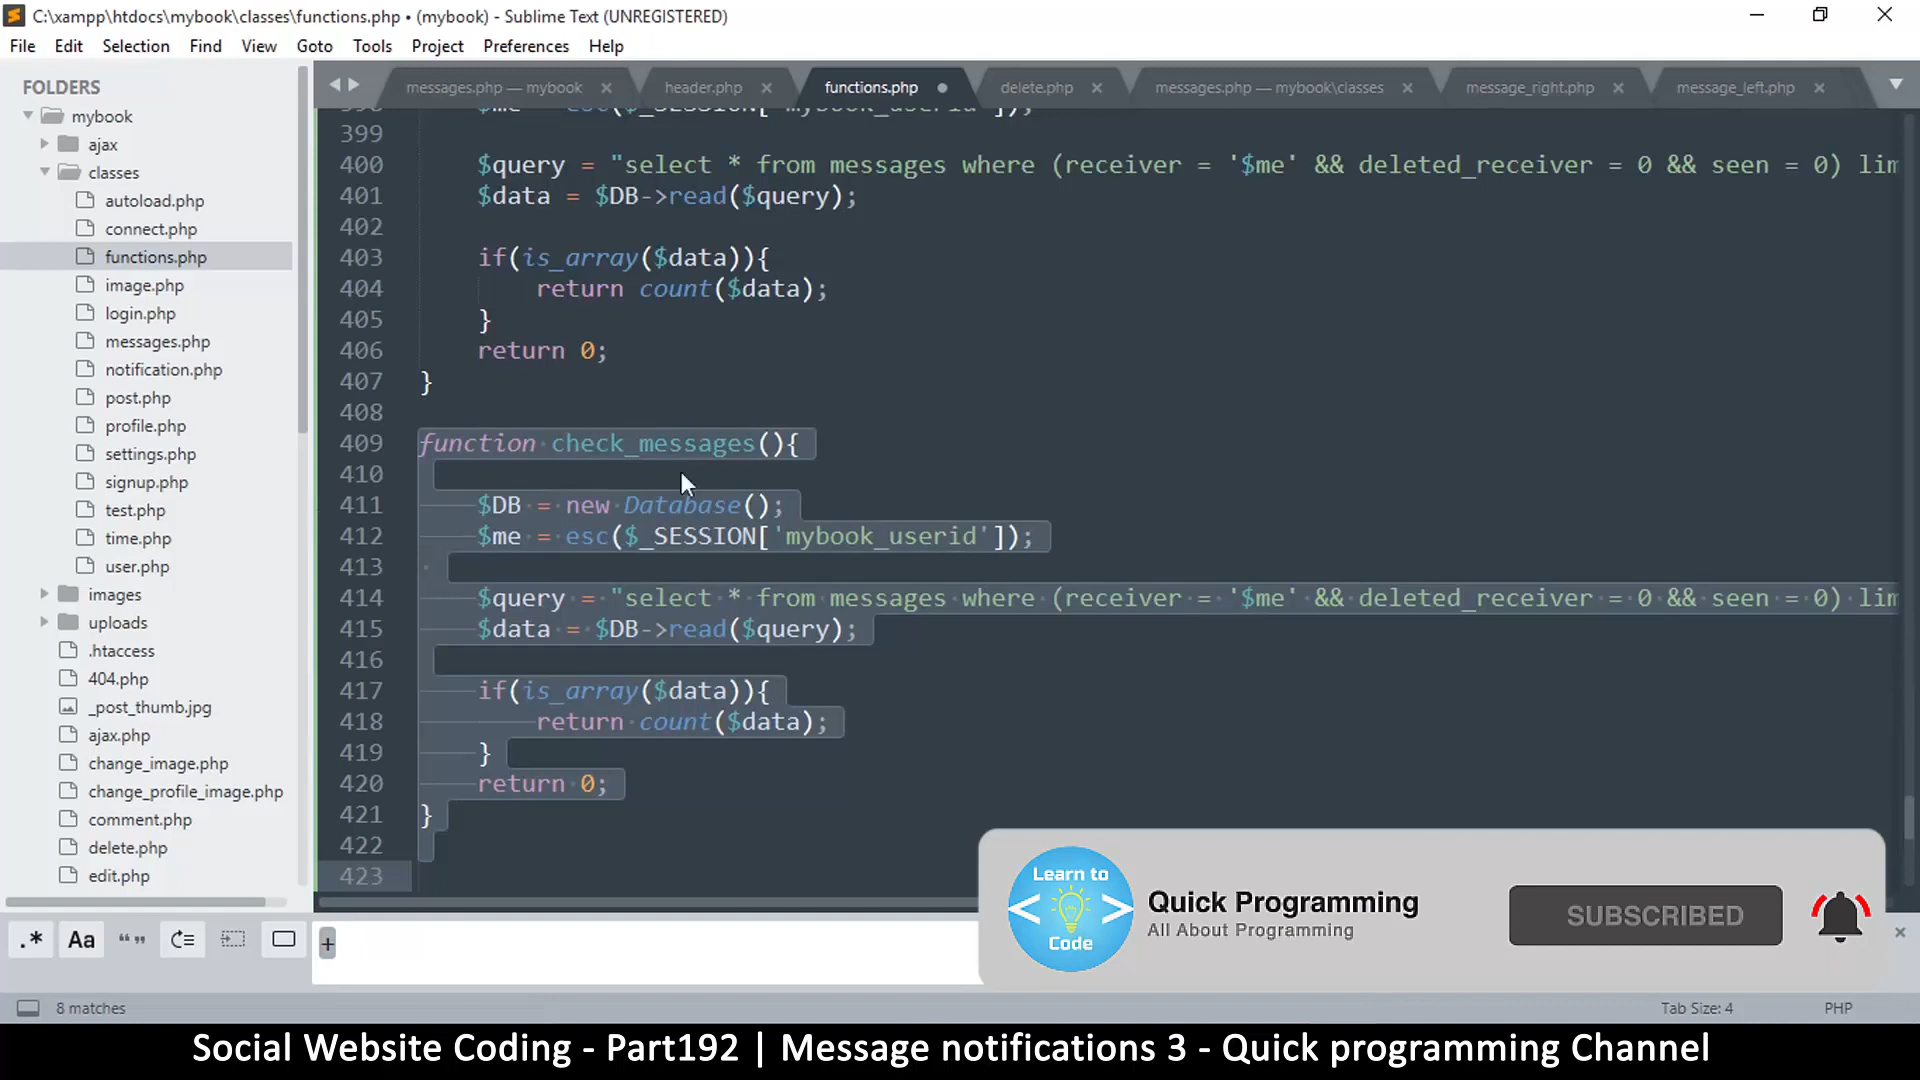 C:\xampp\htdocs\mybook\classes\functions.php • (mybook) - Sublime Text (UNREGISTERED)
File Edit Selection Find View Goto Tools Project Preferences Help
FOLDERS
mybook
ajax
classes
autoload.php
connect.php
functions.php
image.php
login.php
messages.php
notification.php
post.php
profile.php
settings.php
signup.php
test.php
time.php
user.php
images
uploads
.htaccess
404.php
_post_thumb.jpg
ajax.php
change_image.php
change_profile_image.php
comment.php
delete.php
edit.php
messages.php — mybook header.php functions.php delete.php messages.php — mybook\classes message_right.php message_left.php
398 $me = esc($_SESSION['mybook_userid']);
399
400 $query = "select * from messages where (receiver = '$me' && deleted_receiver = 0 && seen = 0) lim
401 $data = $DB->read($query);
402
403 if(is_array($data)){
404 return count($data);
405 }
406 return 0;
407 }
408
409 function check_messages(){
410
411 $DB = new Database();
412 $me = esc($_SESSION['mybook_userid']);
413
414 $query = "select * from messages where (receiver = '$me' && deleted_receiver = 0 && seen = 0) lim
415 $data = $DB->read($query);
416
417 if(is_array($data)){
418 return count($data);
419 }
420 return 0;
421 }
422
423
Learn to
< >
Code
Quick Programming
All About Programming
SUBSCRIBED
.* Aa “ ”
8 matches
Tab Size: 4 PHP
Social Website Coding - Part192 | Message notifications 3 - Quick programming Channel